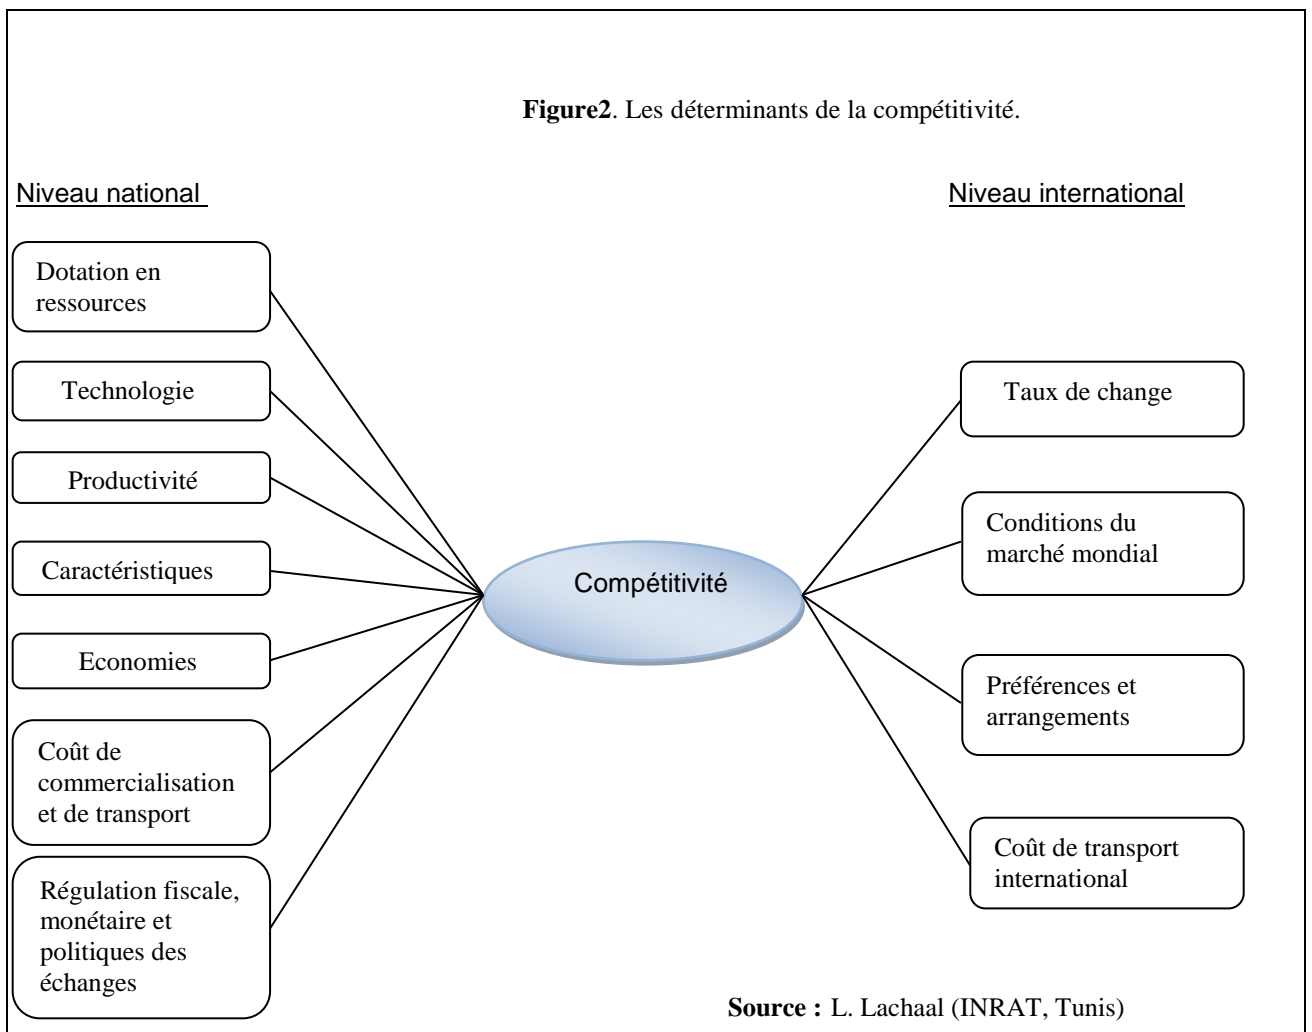 Figure2. Les déterminants de la compétitivité.
Niveau national
Niveau international
Dotation en
ressources
Technologie
Productivité
Caractéristiques
Economies
Coût de
commercialisation
et de transport
Régulation fiscale,
monétaire et
politiques des
échanges
Compétitivité
Taux de change
Conditions du
marché mondial
Préférences et
arrangements
Coût de transport
international
Source : L. Lachaal (INRAT, Tunis)